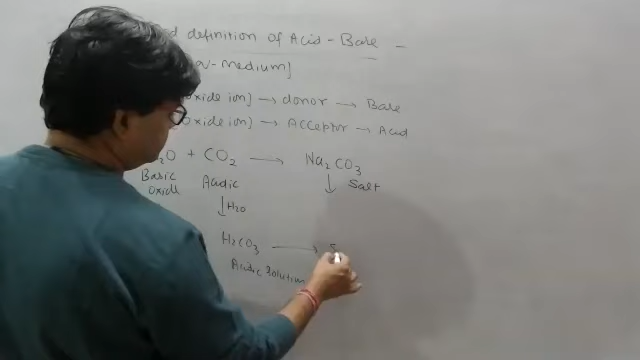 definition of Acid - Base -
medium]
oxide ion] → donor → Base
oxide ion] → Acceptor → Acid
O + CO2 → Na2CO3
Basic Acidic ↓ Salt
oxide ↓H2O
H2CO3 →
Acidic Solution